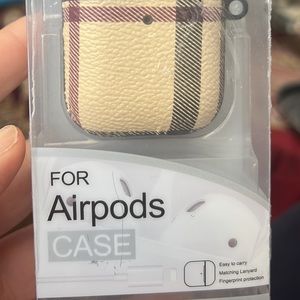 FOR
Airpods
CASE
Easy to carry
Matching Lanyard
Fingerprint protection